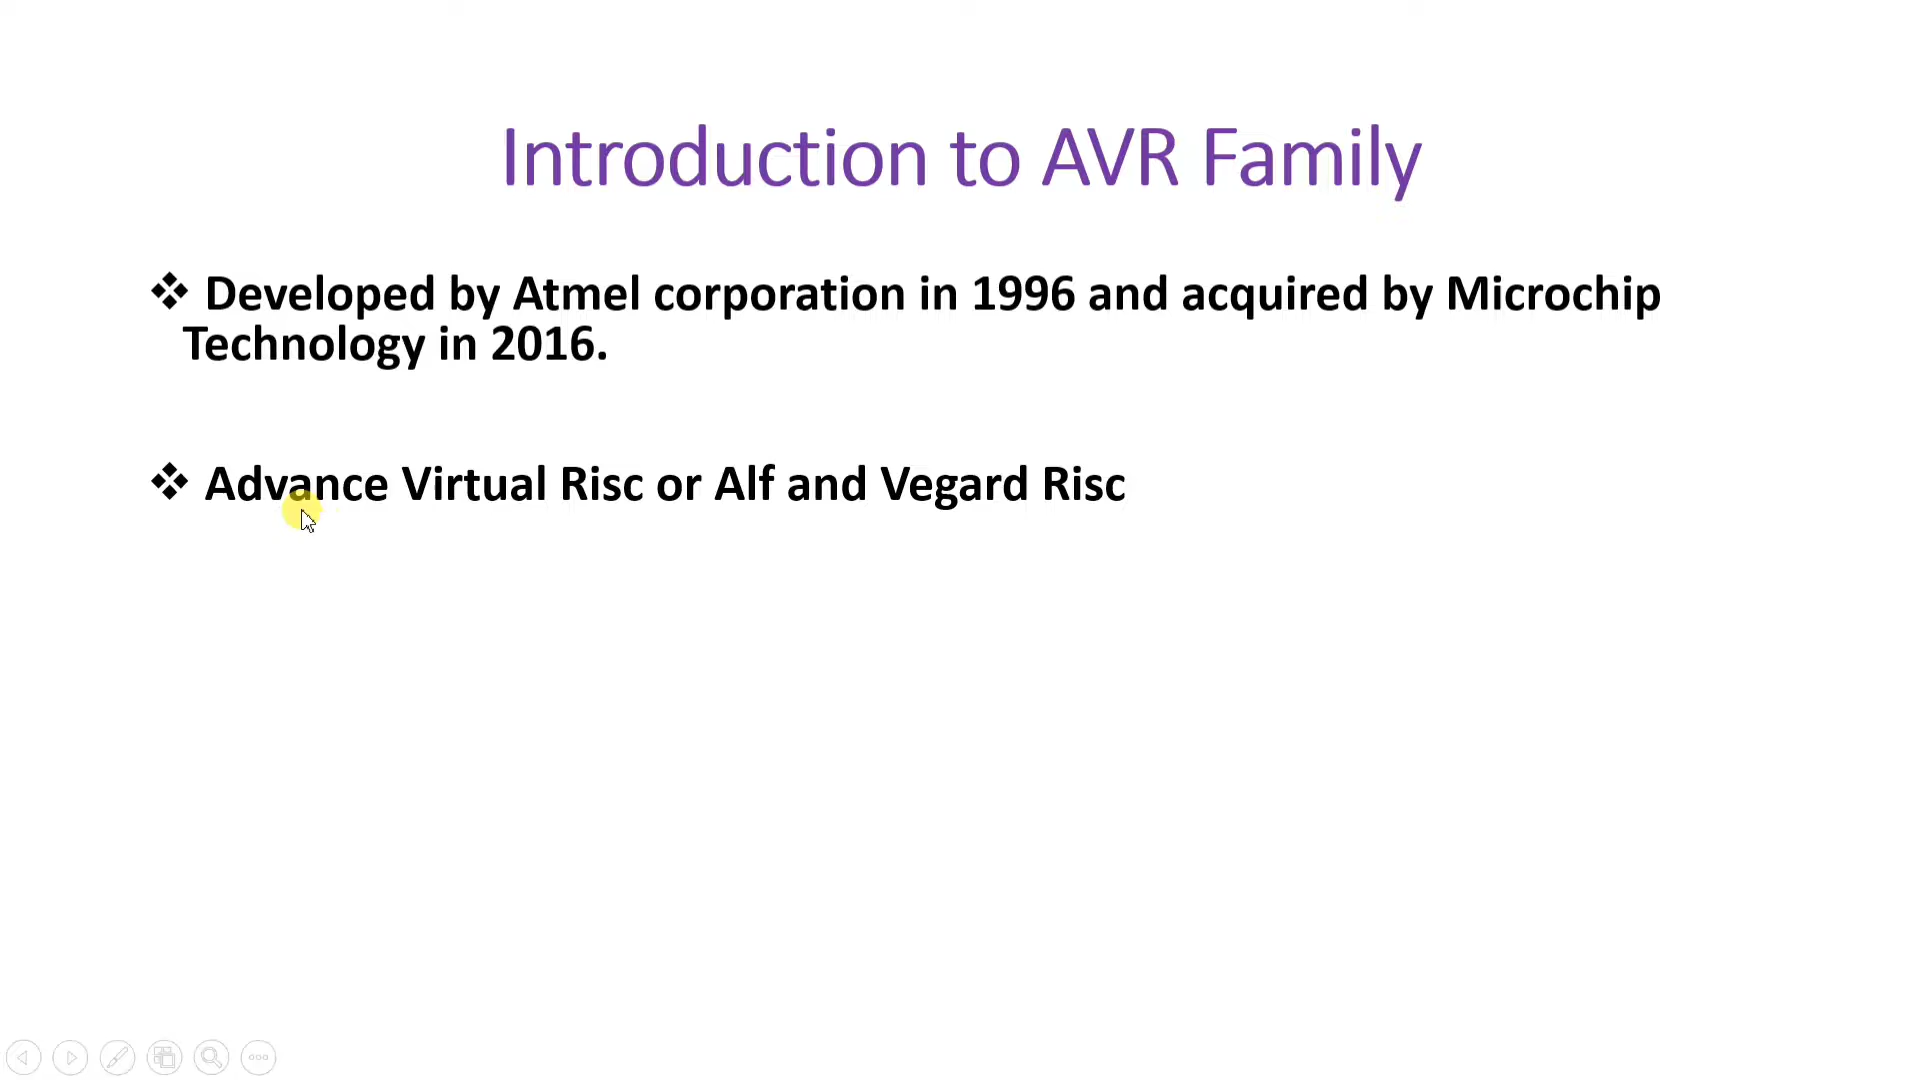 Introduction to AVR Family
❖ Developed by Atmel corporation in 1996 and acquired by Microchip
Technology in 2016.
❖ Advance Virtual Risc or Alf and Vegard Risc